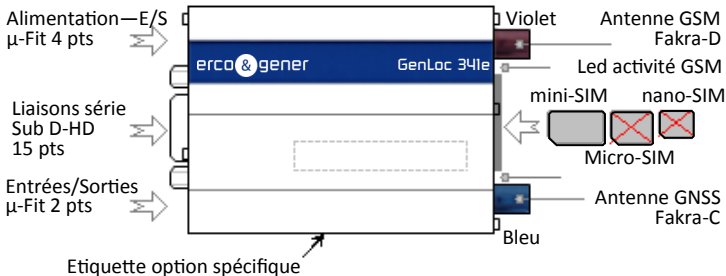 Alimentation—E/S
µ-Fit 4 pts
Violet
Antenne GSM
Fakra-D
erco & gener
GenLoc 341e
Led activité GSM
mini-SIM
nano-SIM
Micro-SIM
Liaisons série
Sub D-HD
15 pts
Entrées/Sorties
µ-Fit 2 pts
Antenne GNSS
Fakra-C
Bleu
Etiquette option spécifique